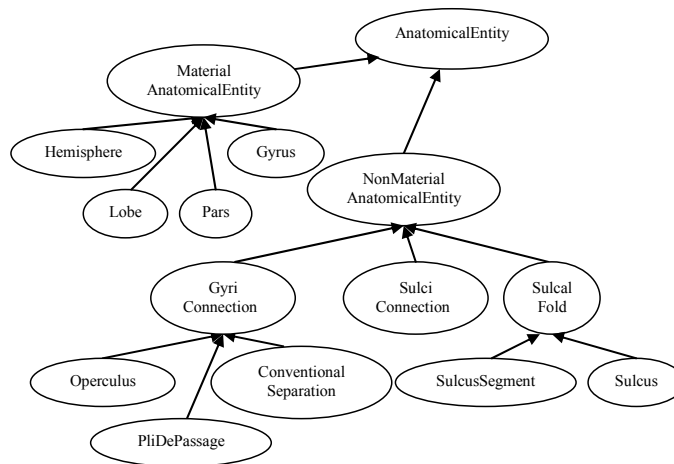 AnatomicalEntity
Material
AnatomicalEntity
Hemisphere
Gyrus
Lobe
Pars
NonMaterial
AnatomicalEntity
Gyri
Connection
Sulci
Connection
Sulcal
Fold
Operculus
Conventional
Separation
SulcusSegment
Sulcus
PliDePassage